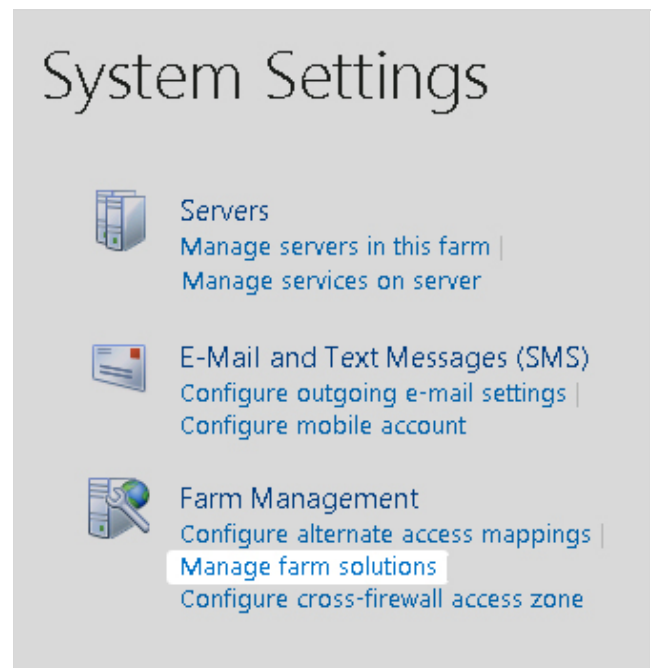 System Settings
Servers
Manage servers in this farm |
Manage services on server
E-Mail and Text Messages (SMS)
Configure outgoing e-mail settings |
Configure mobile account
Farm Management
Configure alternate access mappings |
Manage farm solutions
Configure cross-firewall access zone